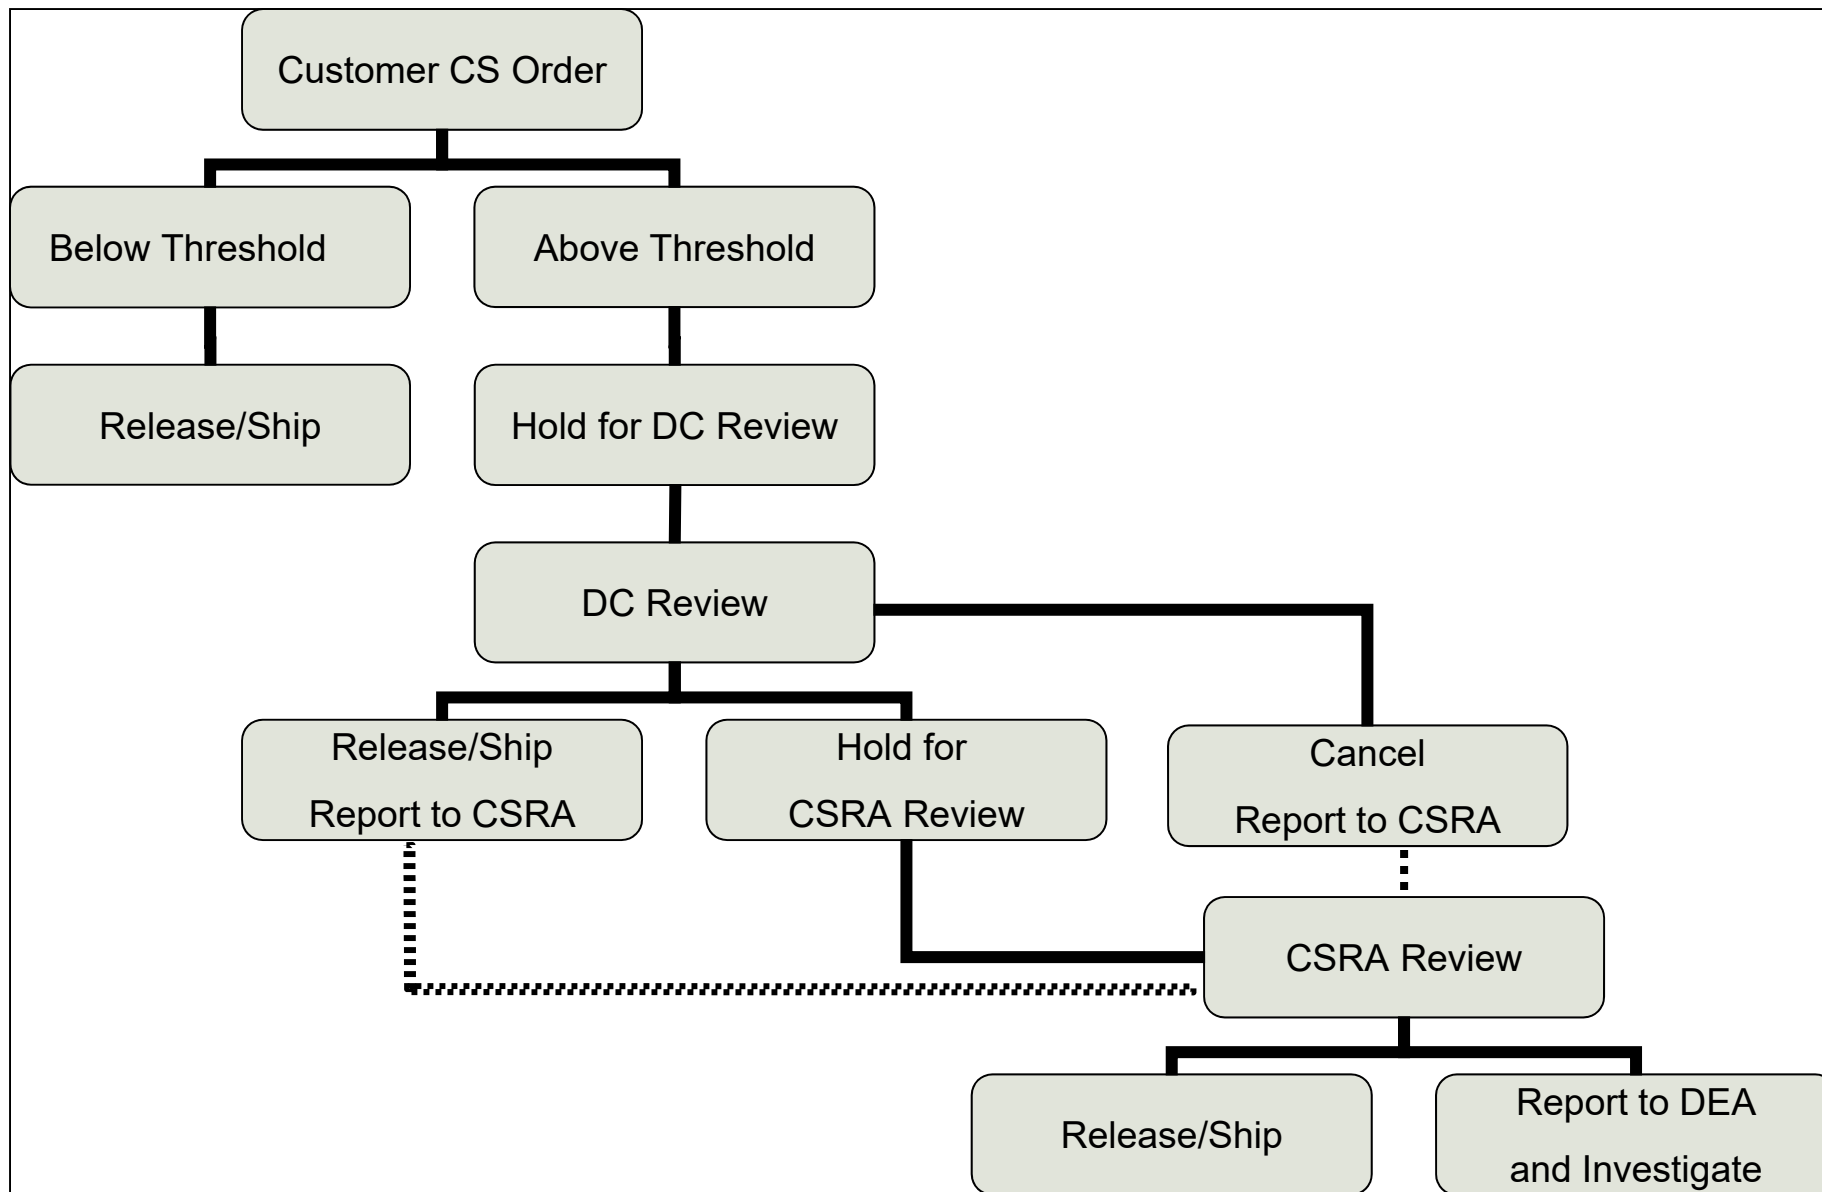 Customer CS Order
Below Threshold
Above Threshold
Release/Ship
Hold for DC Review
DC Review
Release/Ship
Report to CSRA
Hold for
CSRA Review
Cancel
Report to CSRA
CSRA Review
Release/Ship
Report to DEA
and Investigate